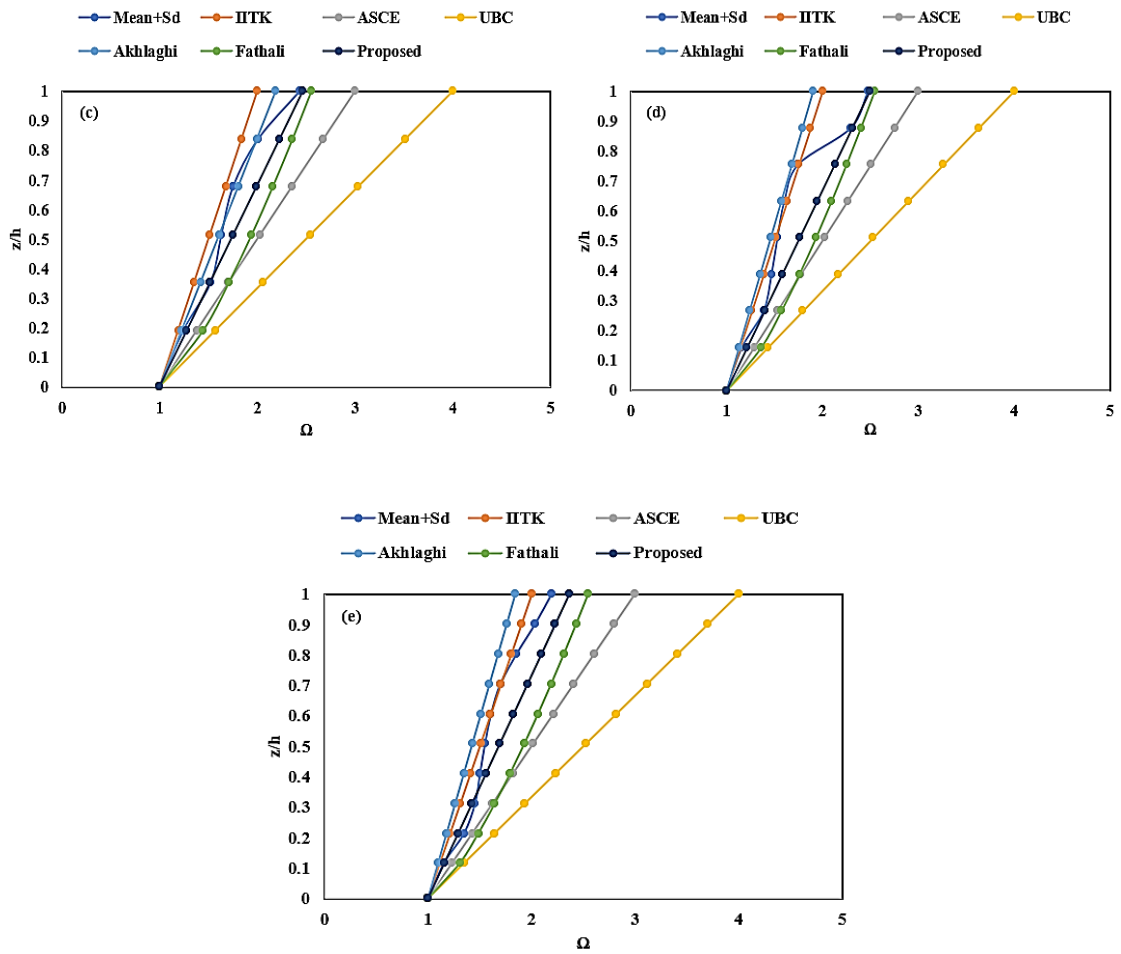 Mean+Sd IITK ASCE UBC
Akhlaghi Fathali Proposed
(c)
1
0.9
0.8
0.7
0.6
0.5
0.4
0.3
0.2
0.1
0
z/h
0 1 2 3 4 5
Ω
Mean+Sd IITK ASCE UBC
Akhlaghi Fathali Proposed
(d)
1
0.9
0.8
0.7
0.6
0.5
0.4
0.3
0.2
0.1
0
z/h
0 1 2 3 4 5
Ω
Mean+Sd IITK ASCE UBC
Akhlaghi Fathali Proposed
(e)
1
0.9
0.8
0.7
0.6
0.5
0.4
0.3
0.2
0.1
0
z/h
0 1 2 3 4 5
Ω